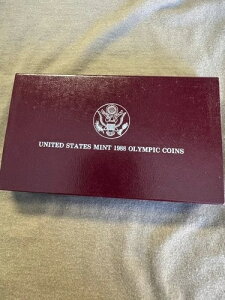 UNITED STATES MINT 1988 OLYMPIC COINS